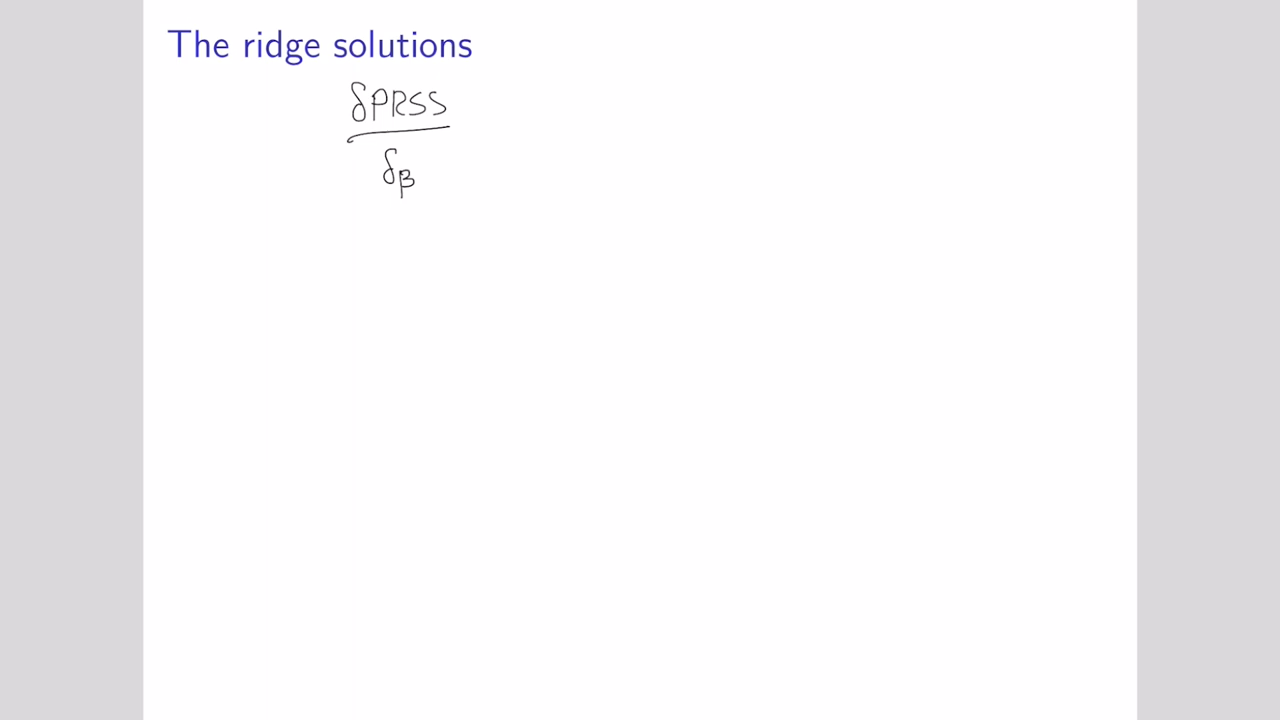 The ridge solutions
δPRSS
δβ